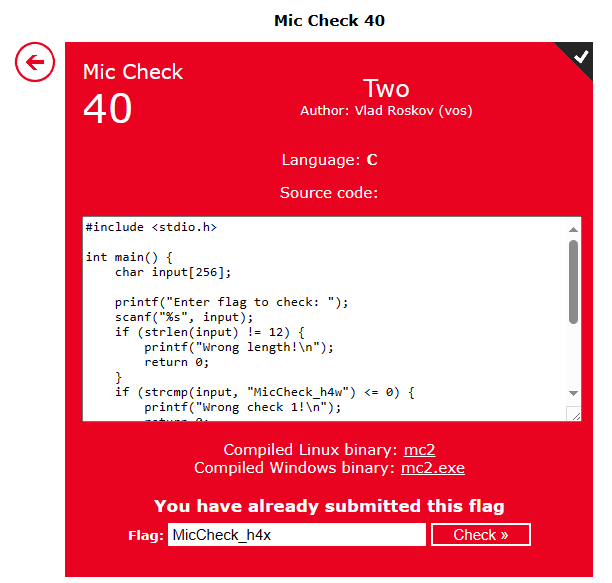 Mic Check 40
Mic Check
40
Two
Author: Vlad Roskov (vos)
Language: C
Source code:
#include <stdio.h>
int main() {
    char input[256];
    printf("Enter flag to check: ");
    scanf("%s", input);
    if (strlen(input) != 12) {
        printf("Wrong length!\n");
        return 0;
    }
    if (strcmp(input, "MicCheck_h4w") <= 0) {
        printf("Wrong check 1!\n");
        return 0;
Compiled Linux binary: mc2
Compiled Windows binary: mc2.exe
You have already submitted this flag
Flag: MicCheck_h4x Check »